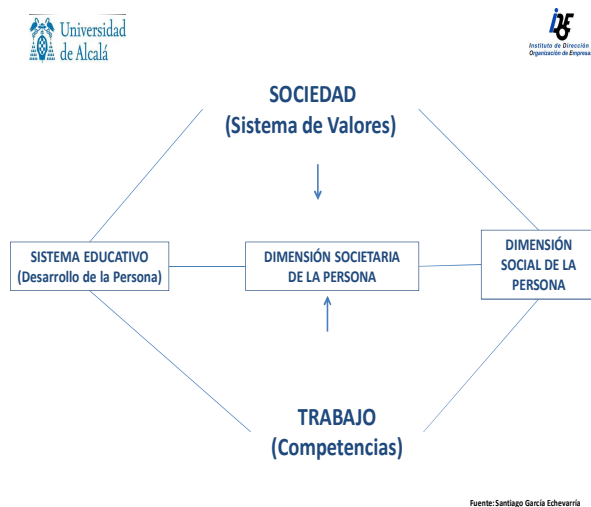 Universidad
de Alcalá
Instituto de Dirección
Organización de Empresa
SOCIEDAD
(Sistema de Valores)
SISTEMA EDUCATIVO
(Desarrollo de la Persona)
DIMENSIÓN SOCIETARIA
DE LA PERSONA
DIMENSIÓN
SOCIAL DE LA
PERSONA
TRABAJO
(Competencias)
Fuente: Santiago García Echevarría